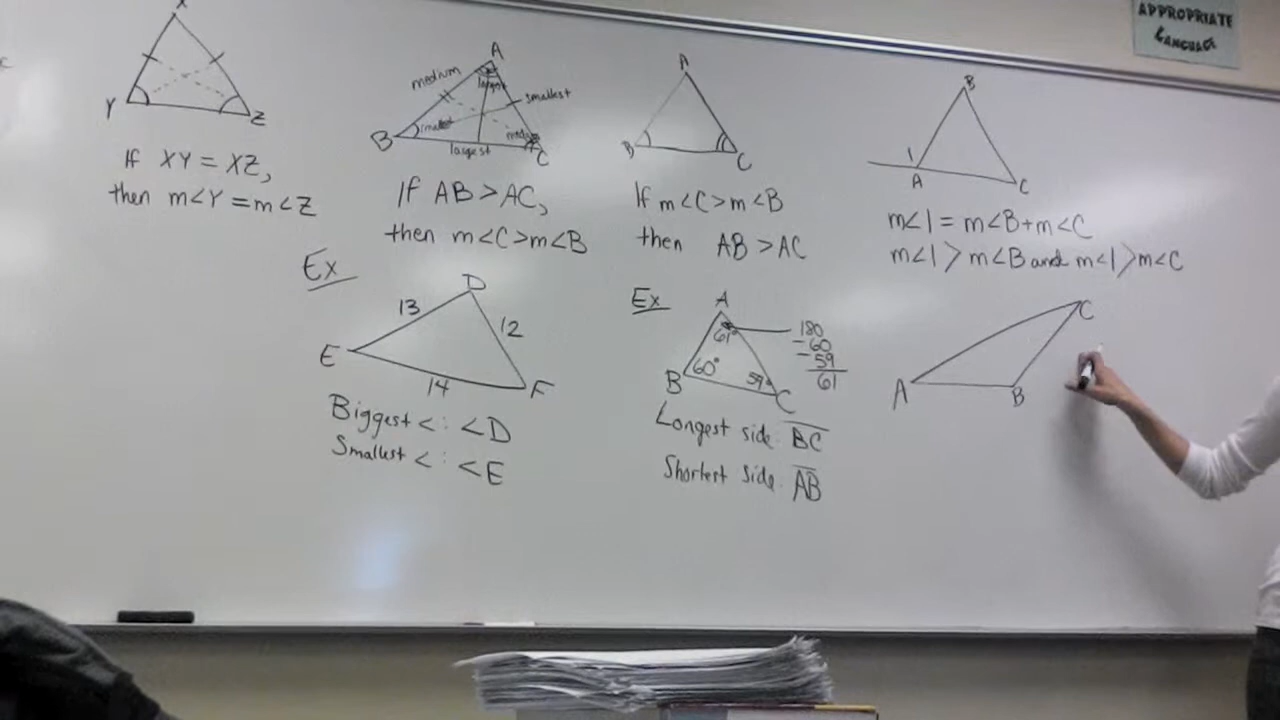 APPROPRIATE
LANGUAGE
X
Y
Z
If XY = XZ,
then m<Y = m<Z
A
medium
largest
smallest
B
smallest
medium
largest
C
If AB > AC,
then m<C > m<B
A
B
C
If m<C > m<B
then AB > AC
B
1
A
C
m<1 = m<B + m<C
m<1 > m<B and m<1 > m<C
Ex
D
13
12
E
14
F
Biggest < : <D
Smallest < : <E
Ex
A
61°
180
- 60
- 59
61
B
60°
59°
C
Longest side: BC
Shortest side: AB
C
A
B